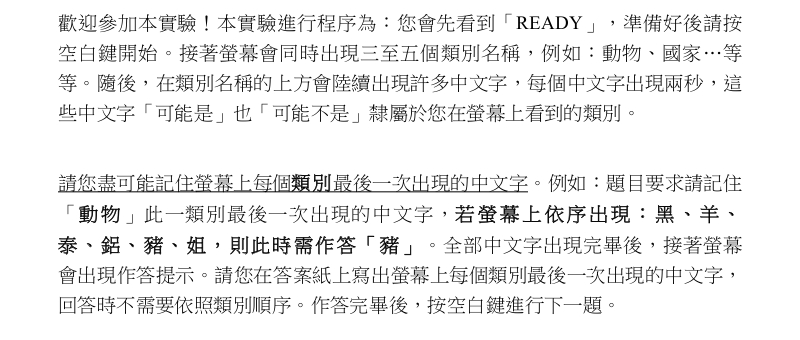 歡迎參加本實驗！本實驗進行程序為：您會先看到「READY」，準備好後請按
空白鍵開始。接著螢幕會同時出現三至五個類別名稱，例如：動物、國家…等
等。隨後，在類別名稱的上方會陸續出現許多中文字，每個中文字出現兩秒，這
些中文字「可能是」也「可能不是」隸屬於您在螢幕上看到的類別。
請您盡可能記住螢幕上每個類別最後一次出現的中文字。例如：題目要求請記住
「動物」此一類別最後一次出現的中文字，若螢幕上依序出現：黑、羊、
泰、鋁、豬、姐，則此時需作答「豬」。全部中文字出現完畢後，接著螢幕
會出現作答提示。請您在答案紙上寫出螢幕上每個類別最後一次出現的中文字，
回答時不需要依照類別順序。作答完畢後，按空白鍵進行下一題。